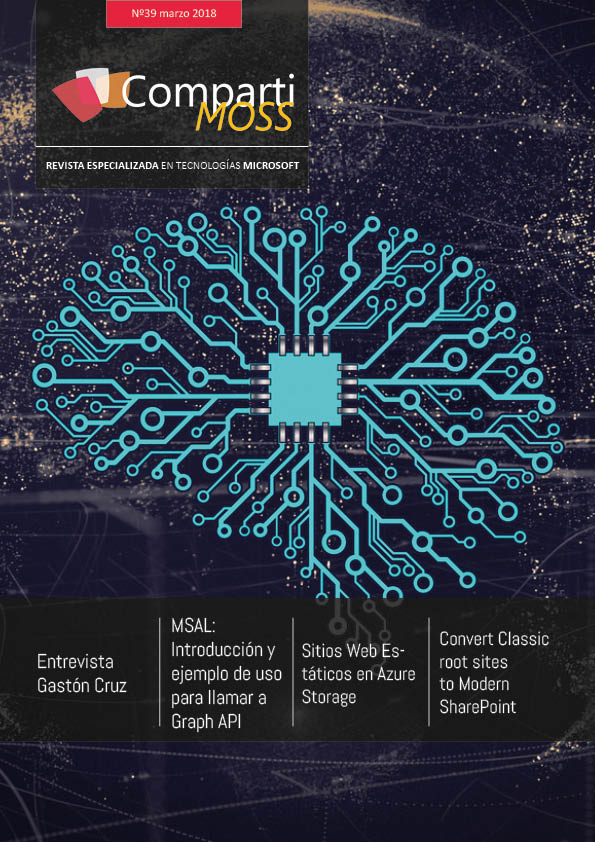 Nº39 marzo 2018
Comparti
MOSS
REVISTA ESPECIALIZADA EN TECNOLOGÍAS MICROSOFT
Entrevista
Gastón Cruz
MSAL:
Introducción y
ejemplo de uso
para llamar a
Graph API
Sitios Web Es-
táticos en Azure
Storage
Convert Classic
root sites
to Modern
SharePoint